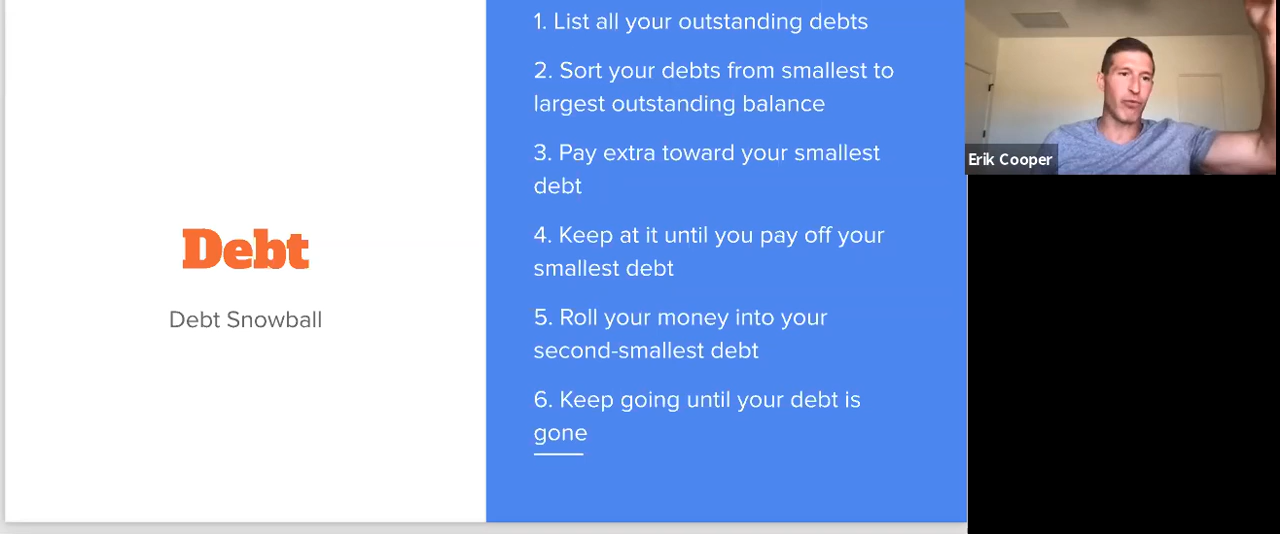 Debt
Debt Snowball
1. List all your outstanding debts
2. Sort your debts from smallest to
largest outstanding balance
3. Pay extra toward your smallest
debt
4. Keep at it until you pay off your
smallest debt
5. Roll your money into your
second-smallest debt
6. Keep going until your debt is
gone
Erik Cooper